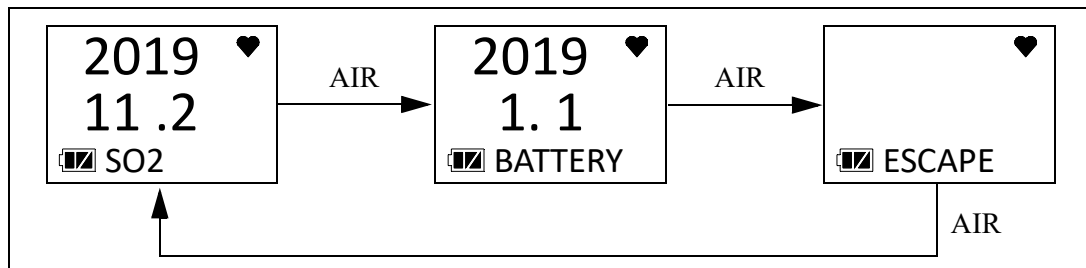 2019
11 .2
SO2
AIR
2019
1. 1
BATTERY
AIR
ESCAPE
AIR